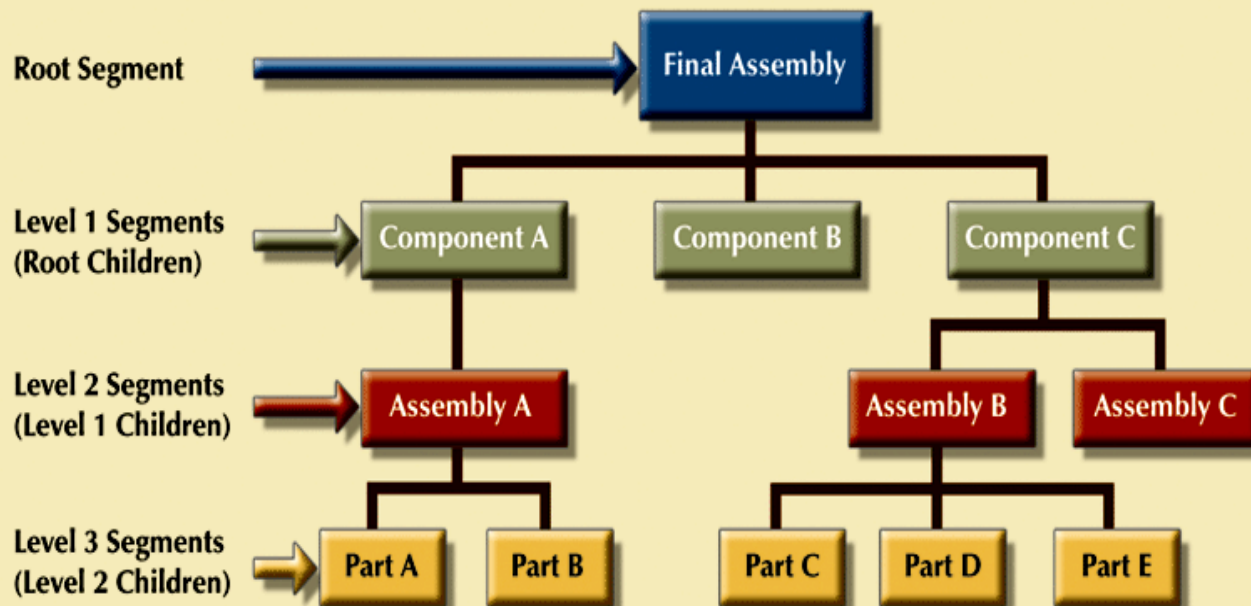 Root Segment
Final Assembly
Level 1 Segments
(Root Children)
Component A
Component B
Component C
Level 2 Segments
(Level 1 Children)
Assembly A
Assembly B
Assembly C
Level 3 Segments
(Level 2 Children)
Part A
Part B
Part C
Part D
Part E